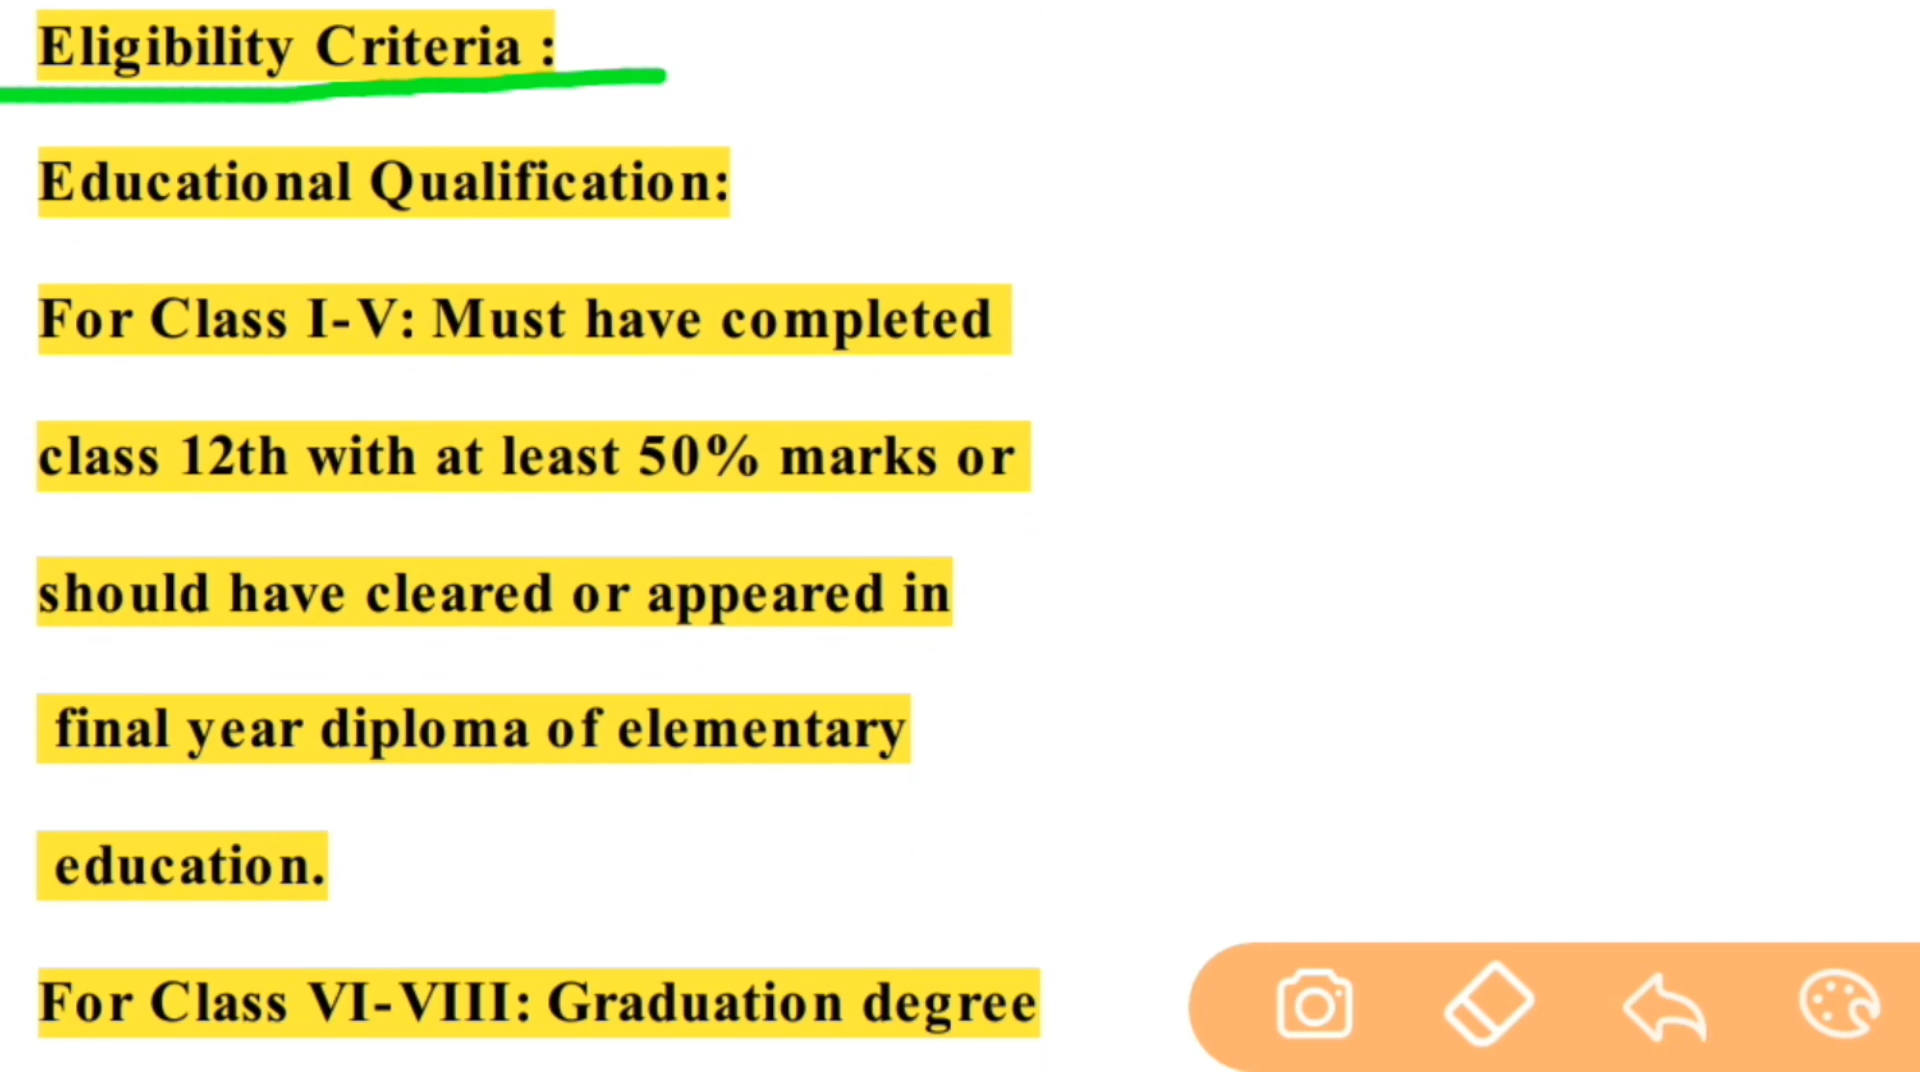 Eligibility Criteria :
Educational Qualification:
For Class I-V: Must have completed
class 12th with at least 50% marks or
should have cleared or appeared in
final year diploma of elementary
education.
For Class VI-VIII: Graduation degree